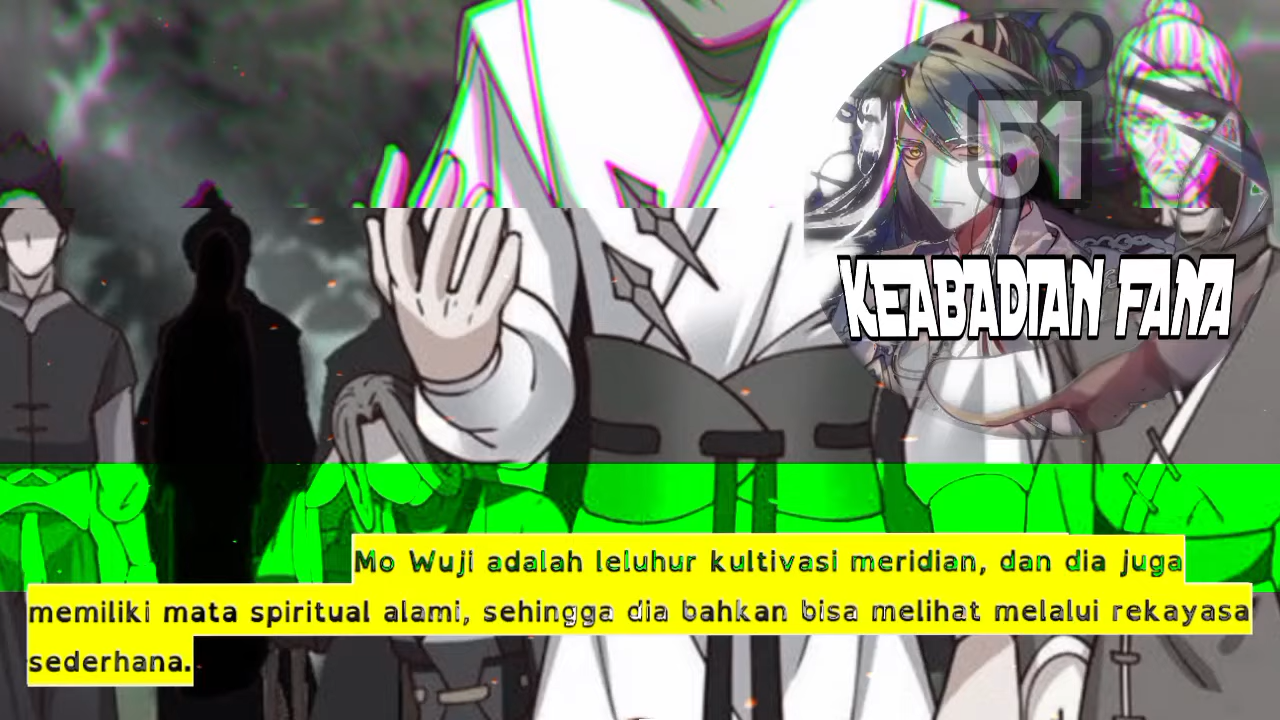 51
KEABADIAN FANA
Mo Wuji adalah leluhur kultivasi meridian, dan dia juga
memiliki mata spiritual alami, sehingga dia bahkan bisa melihat melalui rekayasa
sederhana.